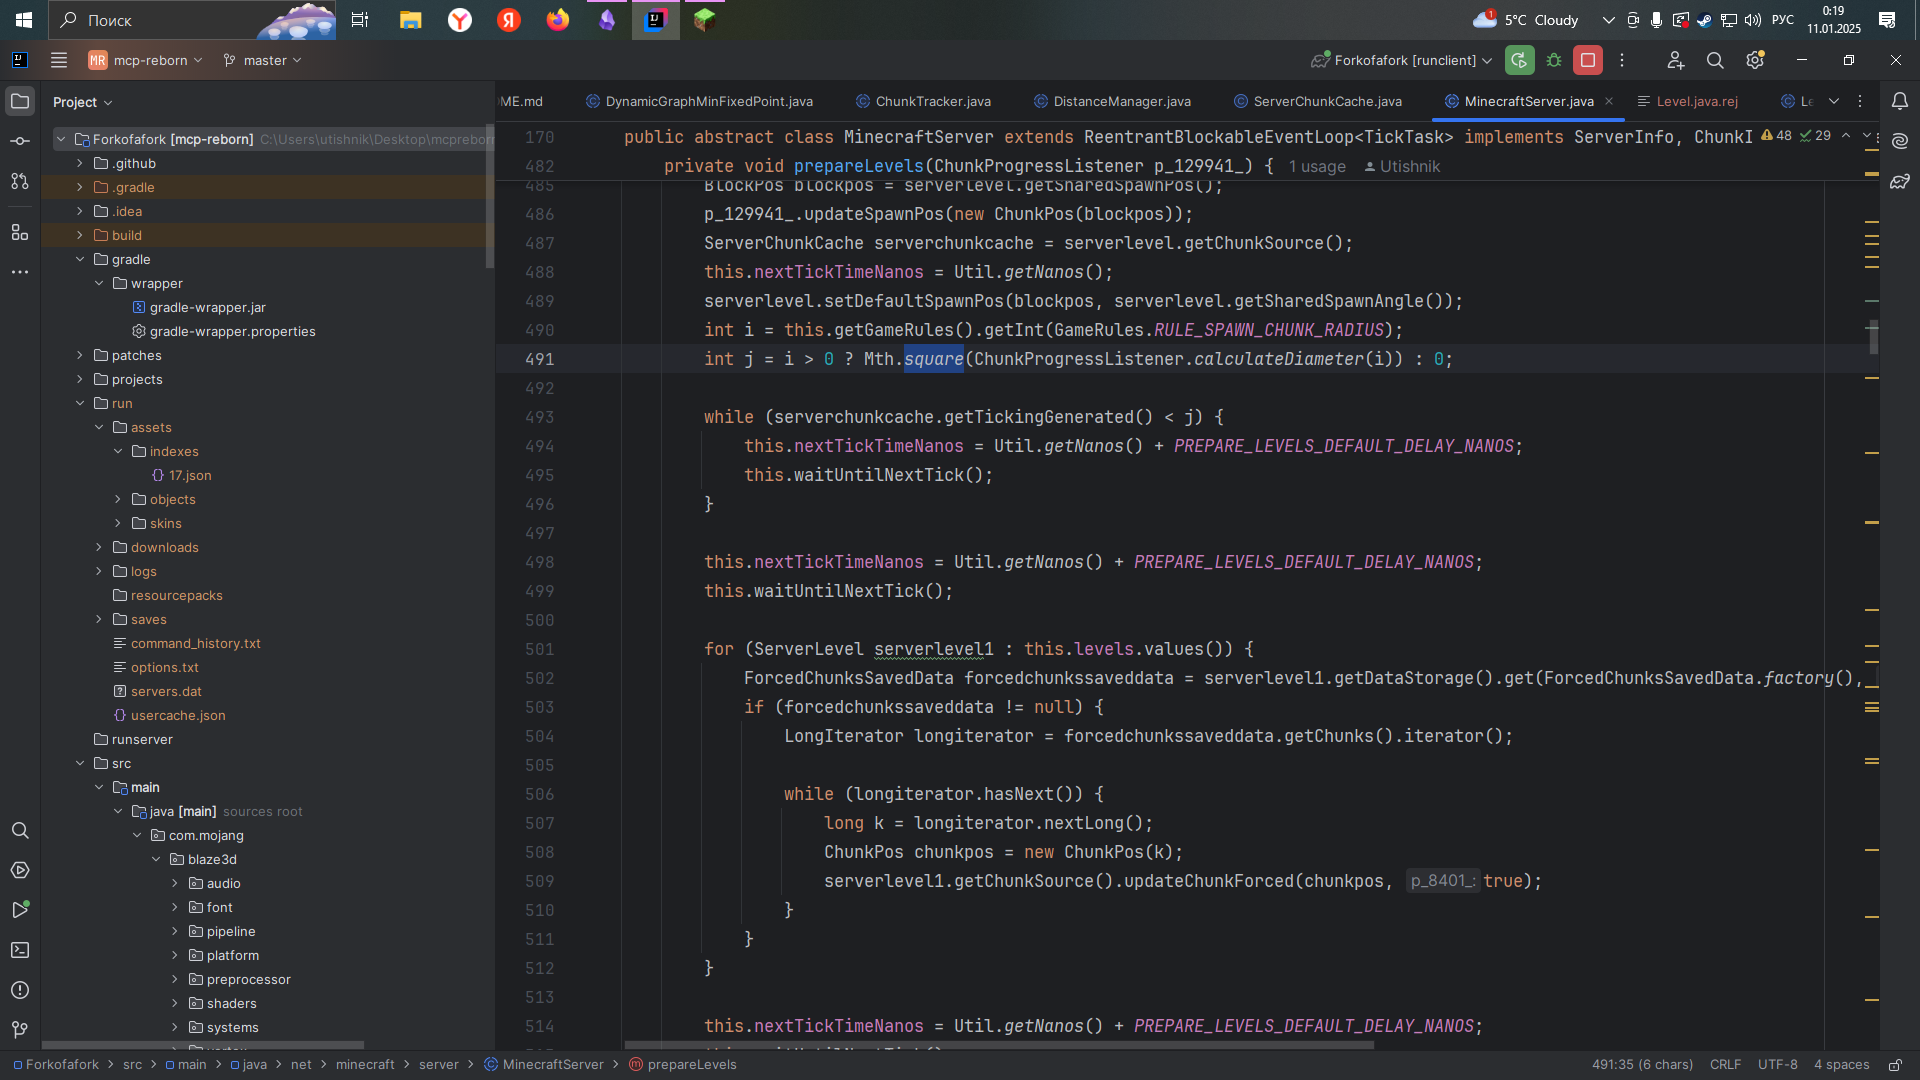 Поиск
1
5°C Cloudy
РУС
0:19
11.01.2025
MR
mcp-reborn
master
Forkofafork [runclient]
Project
ME.md
DynamicGraphMinFixedPoint.java
ChunkTracker.java
DistanceManager.java
ServerChunkCache.java
MinecraftServer.java
Level.java.rej
Le
Forkofafork [mcp-reborn] C:\Users\utishnik\Desktop\mcprebor
.github
.gradle
.idea
build
gradle
wrapper
gradle-wrapper.jar
gradle-wrapper.properties
patches
projects
run
assets
indexes
17.json
objects
skins
downloads
logs
resourcepacks
saves
command_history.txt
options.txt
servers.dat
usercache.json
runserver
src
main
java [main] sources root
com.mojang
blaze3d
audio
font
pipeline
platform
preprocessor
shaders
systems
170 public abstract class MinecraftServer extends ReentrantBlockableEventLoop<TickTask> implements ServerInfo, ChunkI 48 29
482 private void prepareLevels(ChunkProgressListener p_129941_) { 1 usage Utishnik
485 BlockPos blockpos = serverlevel.getSharedSpawnPos();
486 p_129941_.updateSpawnPos(new ChunkPos(blockpos));
487 ServerChunkCache serverchunkcache = serverlevel.getChunkSource();
488 this.nextTickTimeNanos = Util.getNanos();
489 serverlevel.setDefaultSpawnPos(blockpos, serverlevel.getSharedSpawnAngle());
490 int i = this.getGameRules().getInt(GameRules.RULE_SPAWN_CHUNK_RADIUS);
491 int j = i > 0 ? Mth.square(ChunkProgressListener.calculateDiameter(i)) : 0;
492
493 while (serverchunkcache.getTickingGenerated() < j) {
494 this.nextTickTimeNanos = Util.getNanos() + PREPARE_LEVELS_DEFAULT_DELAY_NANOS;
495 this.waitUntilNextTick();
496 }
497
498 this.nextTickTimeNanos = Util.getNanos() + PREPARE_LEVELS_DEFAULT_DELAY_NANOS;
499 this.waitUntilNextTick();
500
501 for (ServerLevel serverlevel1 : this.levels.values()) {
502 ForcedChunksSavedData forcedchunkssaveddata = serverlevel1.getDataStorage().get(ForcedChunksSavedData.factory(),
503 if (forcedchunkssaveddata != null) {
504 LongIterator longiterator = forcedchunkssaveddata.getChunks().iterator();
505
506 while (longiterator.hasNext()) {
507 long k = longiterator.nextLong();
508 ChunkPos chunkpos = new ChunkPos(k);
509 serverlevel1.getChunkSource().updateChunkForced(chunkpos, p_8401_: true);
510 }
511 }
512 }
513
514 this.nextTickTimeNanos = Util.getNanos() + PREPARE_LEVELS_DEFAULT_DELAY_NANOS;
Forkofafork > src > main > java > net > minecraft > server > MinecraftServer > prepareLevels
491:35 (6 chars) CRLF UTF-8 4 spaces